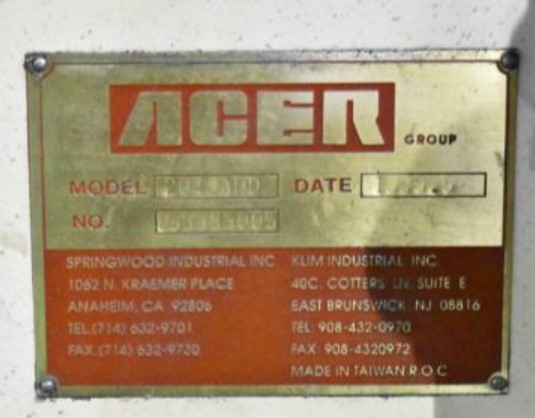 ACER GROUP
MODEL DATE
NO.
SPRINGWOOD INDUSTRIAL INC
1062 N. KRAEMER PLACE
ANAHEIM, CA 92806
TEL.(714) 632-9701
FAX.(714) 632-9730
KLIM INDUSTRIAL INC.
40C. COTTERS LN. SUITE E
EAST BRUNSWICK, NJ 08816
TEL: 908-432-0970
FAX: 908-4320972
MADE IN TAIWAN R.O.C.